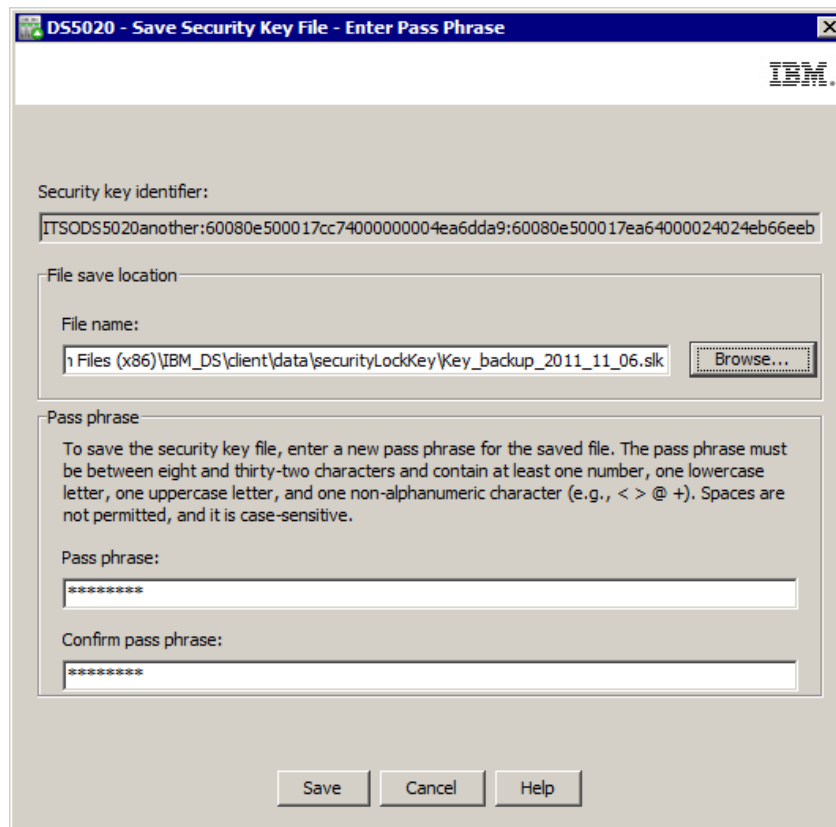 DS5020 - Save Security Key File - Enter Pass Phrase
IBM.
Security key identifier:
ITSODS5020another:60080e500017cc74000000004ea6dda9:60080e500017ea64000024024eb66eeb
File save location
File name:
n Files (x86)\IBM_DS\client\data\securityLockKey\Key_backup_2011_11_06.slk
Browse...
Pass phrase
To save the security key file, enter a new pass phrase for the saved file. The pass phrase must
be between eight and thirty-two characters and contain at least one number, one lowercase
letter, one uppercase letter, and one non-alphanumeric character (e.g., < > @ +). Spaces are
not permitted, and it is case-sensitive.
Pass phrase:
********
Confirm pass phrase:
********
Save Cancel Help